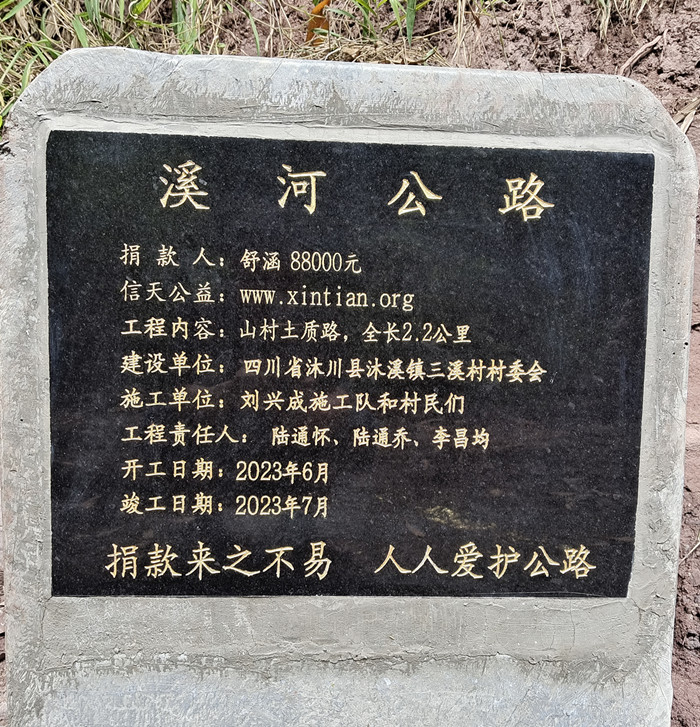 溪河公路
捐款人：舒涵 88000元
信天公益：www.xintian.org
工程内容：山村土质路，全长2.2公里
建设单位：四川省沐川县沐溪镇三溪村村委会
施工单位：刘兴成施工队和村民们
工程责任人：陆通怀、陆通乔、李昌均
开工日期：2023年6月
竣工日期：2023年7月
捐款来之不易 人人爱护公路